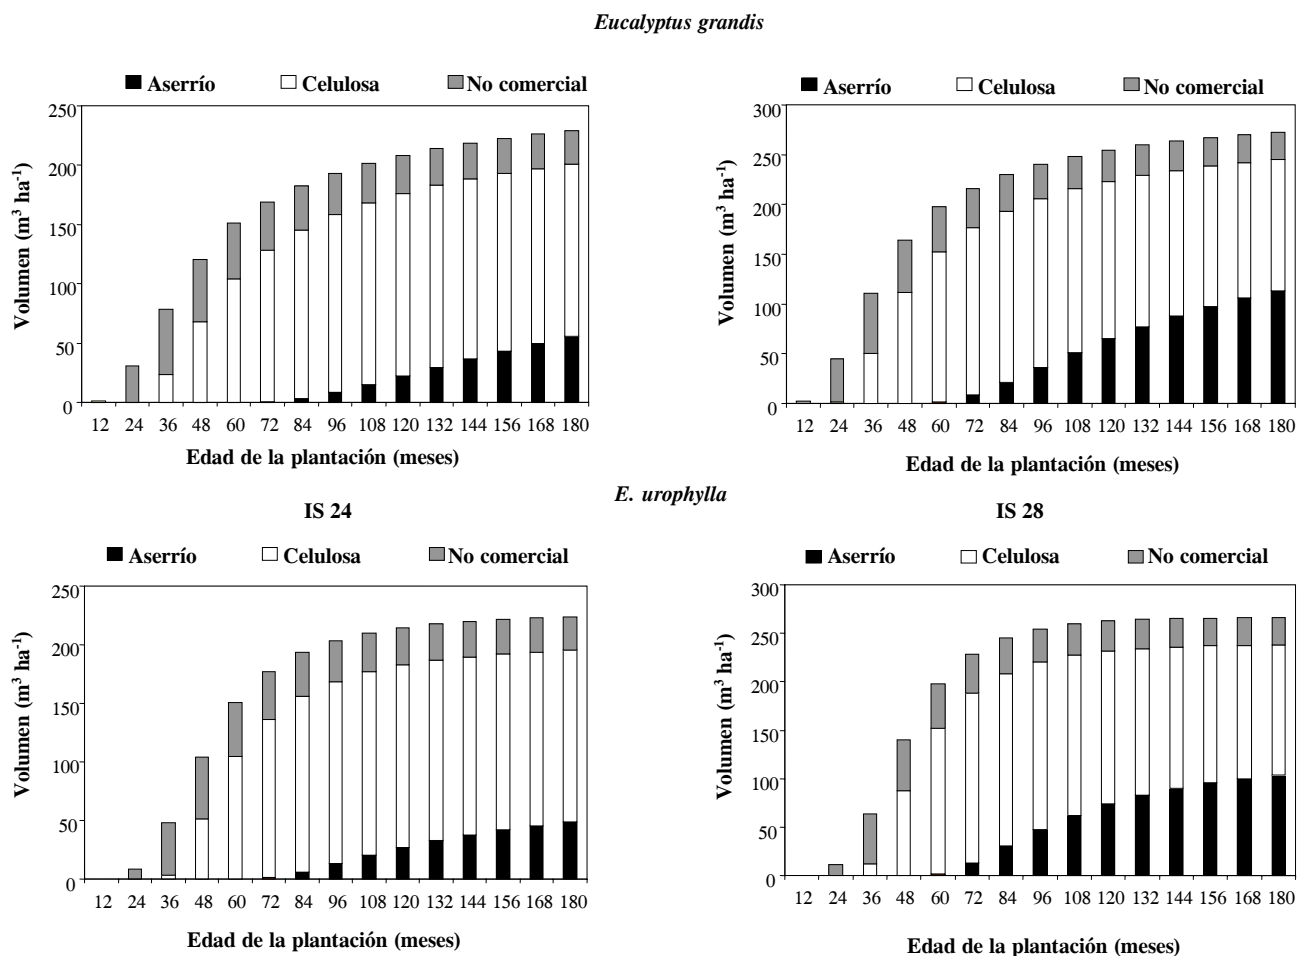 Eucalyptus grandis
Aserrío Celulosa No comercial
Volumen (m³ ha⁻¹)
250
200
150
100
50
0
12 24 36 48 60 72 84 96 108 120 132 144 156 168 180
Edad de la plantación (meses)
Aserrío Celulosa No comercial
Volumen (m³ ha⁻¹)
300
250
200
150
100
50
0
12 24 36 48 60 72 84 96 108 120 132 144 156 168 180
Edad de la plantación (meses)
E. urophylla
IS 24
Aserrío Celulosa No comercial
Volumen (m³ ha⁻¹)
250
200
150
100
50
0
12 24 36 48 60 72 84 96 108 120 132 144 156 168 180
Edad de la plantación (meses)
IS 28
Aserrío Celulosa No comercial
Volumen (m³ ha⁻¹)
300
250
200
150
100
50
0
12 24 36 48 60 72 84 96 108 120 132 144 156 168 180
Edad de la plantación (meses)